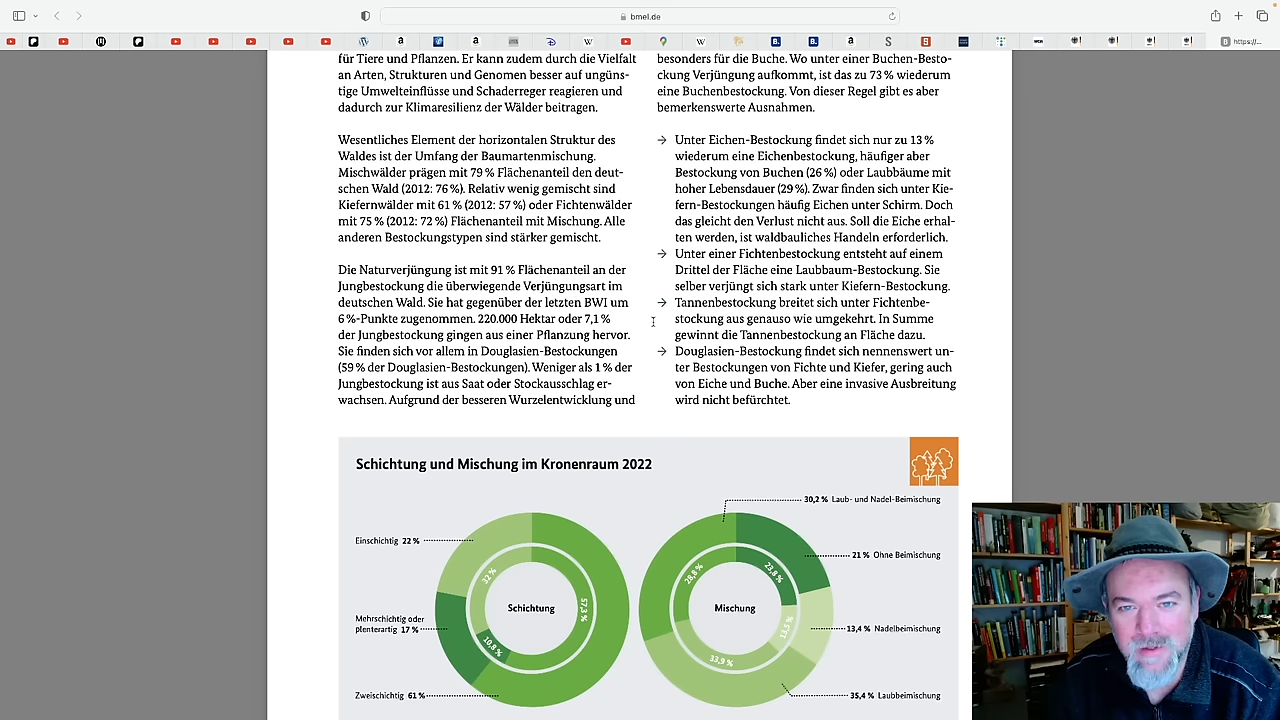 bmel.de
https://...
für Tiere und Pflanzen. Er kann zudem durch die Vielfalt
an Arten, Strukturen und Genomen besser auf ungüns-
tige Umwelteinflüsse und Schaderreger reagieren und
dadurch zur Klimaresilienz der Wälder beitragen.
Wesentliches Element der horizontalen Struktur des
Waldes ist der Umfang der Baumartenmischung.
Mischwälder prägen mit 79 % Flächenanteil den deut-
schen Wald (2012: 76 %). Relativ wenig gemischt sind
Kiefernwälder mit 61 % (2012: 57 %) oder Fichtenwälder
mit 75 % (2012: 72 %) Flächenanteil mit Mischung. Alle
anderen Bestockungstypen sind stärker gemischt.
Die Naturverjüngung ist mit 91 % Flächenanteil an der
Jungbestockung die überwiegende Verjüngungsart im
deutschen Wald. Sie hat gegenüber der letzten BWI um
6 %-Punkte zugenommen. 220.000 Hektar oder 7,1 %
der Jungbestockung gingen aus einer Pflanzung hervor.
Sie finden sich vor allem in Douglasien-Bestockungen
(59 % der Douglasien-Bestockungen). Weniger als 1 % der
Jungbestockung ist aus Saat oder Stockausschlag er-
wachsen. Aufgrund der besseren Wurzelentwicklung und
besonders für die Buche. Wo unter einer Buchen-Besto-
ckung Verjüngung aufkommt, ist das zu 73 % wiederum
eine Buchenbestockung. Von dieser Regel gibt es aber
bemerkenswerte Ausnahmen.
→ Unter Eichen-Bestockung findet sich nur zu 13 %
wiederum eine Eichenbestockung, häufiger aber
Bestockung von Buchen (26 %) oder Laubbäume mit
hoher Lebensdauer (29 %). Zwar finden sich unter Kie-
fern-Bestockungen häufig Eichen unter Schirm. Doch
das gleicht den Verlust nicht aus. Soll die Eiche erhal-
ten werden, ist waldbauliches Handeln erforderlich.
→ Unter einer Fichtenbestockung entsteht auf einem
Drittel der Fläche eine Laubbaum-Bestockung. Sie
selber verjüngt sich stark unter Kiefern-Bestockung.
→ Tannenbestockung breitet sich unter Fichtenbe-
stockung aus genauso wie umgekehrt. In Summe
gewinnt die Tannenbestockung an Fläche dazu.
→ Douglasien-Bestockung findet sich nennenswert un-
ter Bestockungen von Fichte und Kiefer, gering auch
von Eiche und Buche. Aber eine invasive Ausbreitung
wird nicht befürchtet.
Schichtung und Mischung im Kronenraum 2022
Einschichtig 22 %
Mehrschichtig oder
plenterartig 17 %
Zweischichtig 61 %
32 %
57,3 %
10,8 %
Schichtung
30,2 % Laub- und Nadel-Beimischung
21 % Ohne Beimischung
13,4 % Nadelbeimischung
35,4 % Laubbeimischung
28,8 %
23,8 %
13,5 %
33,9 %
Mischung